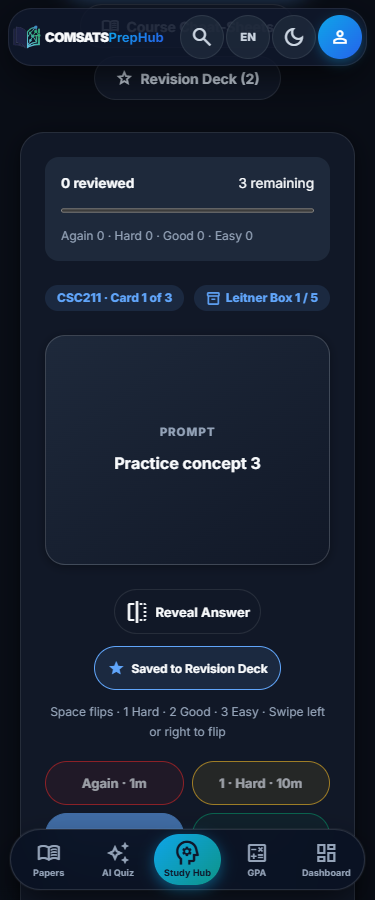 COMSATSPrepHub
EN
Revision Deck (2)
0 reviewed
3 remaining
Again 0 · Hard 0 · Good 0 · Easy 0
CSC211 · Card 1 of 3
Leitner Box 1 / 5
PROMPT
Practice concept 3
Reveal Answer
Saved to Revision Deck
Space flips · 1 Hard · 2 Good · 3 Easy · Swipe left
or right to flip
Again · 1m
1 · Hard · 10m
Papers
AI Quiz
Study Hub
GPA
Dashboard